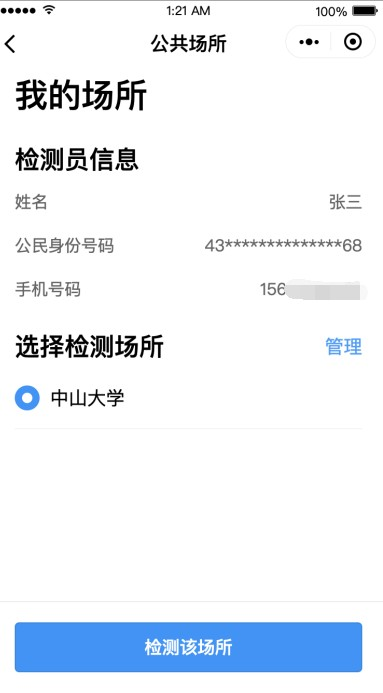 1:21 AM
100%
公共场所
我的场所
检测员信息
姓名
张三
公民身份号码
43**************68
手机号码
156
选择检测场所
管理
中山大学
检测该场所